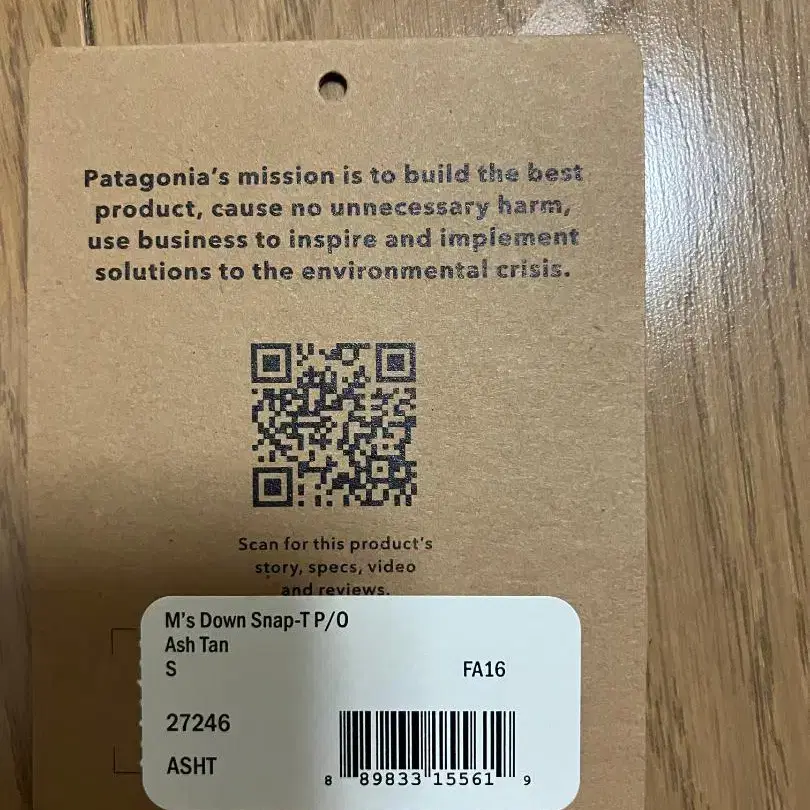 Patagonia's mission is to build the best
product, cause no unnecessary harm,
use business to inspire and implement
solutions to the environmental crisis.
Scan for this product's
story, specs, video
and reviews.
M's Down Snap-T P/O
Ash Tan
S FA16
27246
ASHT
8 89833 15561 9